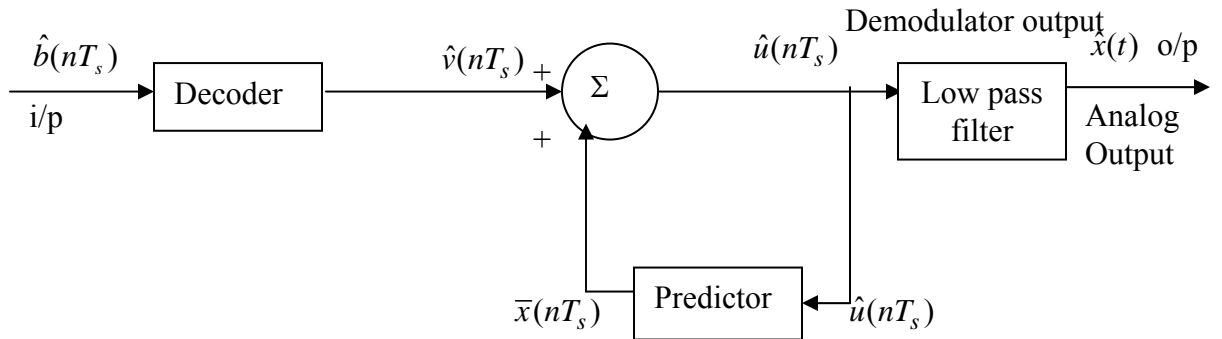 Demodulator output
b̂(nTₛ)
v̂(nTₛ)
+
û(nTₛ)
x̂(t) o/p
Decoder
Σ
Low pass
filter
i/p
+
Analog
Output
x̅(nTₛ)
Predictor
û(nTₛ)